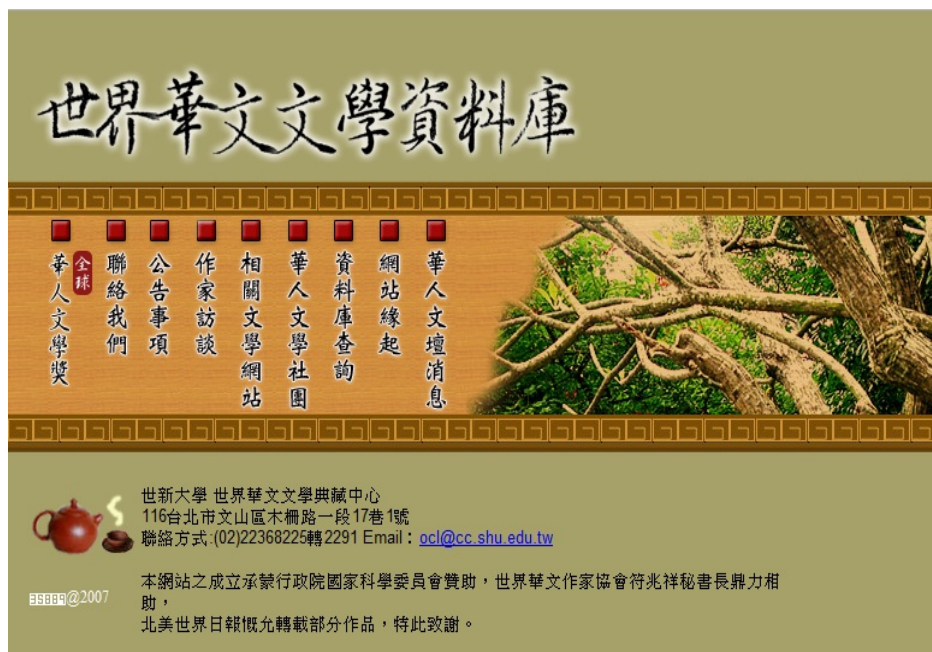 世界華文文學資料庫
華人文壇消息
網站緣起
資料庫查詢
華人文學社團
相關文學網站
作家訪談
公告事項
聯絡我們
全球
華人文學獎
世新大學 世界華文文學典藏中心
116台北市文山區木柵路一段17巷1號
聯絡方式:(02)22368225轉2291 Email：ocl@cc.shu.edu.tw
本網站之成立承蒙行政院國家科學委員會贊助，世界華文作家協會符兆祥秘書長鼎力相
助，
北美世界日報慨允轉載部分作品，特此致謝。
35889@2007